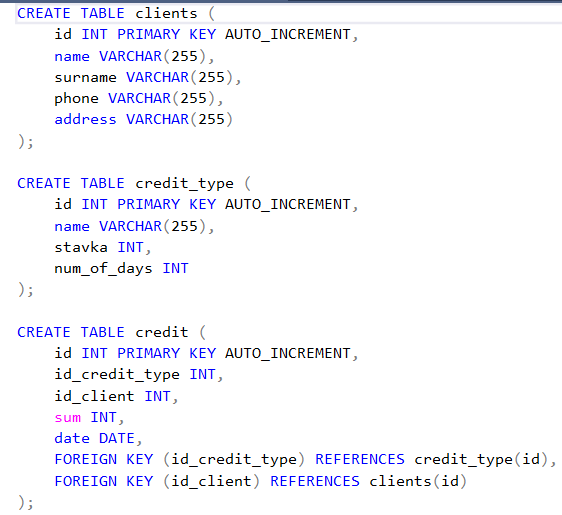 CREATE TABLE clients (
    id INT PRIMARY KEY AUTO_INCREMENT,
    name VARCHAR(255),
    surname VARCHAR(255),
    phone VARCHAR(255),
    address VARCHAR(255)
);

CREATE TABLE credit_type (
    id INT PRIMARY KEY AUTO_INCREMENT,
    name VARCHAR(255),
    stavka INT,
    num_of_days INT
);

CREATE TABLE credit (
    id INT PRIMARY KEY AUTO_INCREMENT,
    id_credit_type INT,
    id_client INT,
    sum INT,
    date DATE,
    FOREIGN KEY (id_credit_type) REFERENCES credit_type(id),
    FOREIGN KEY (id_client) REFERENCES clients(id)
);